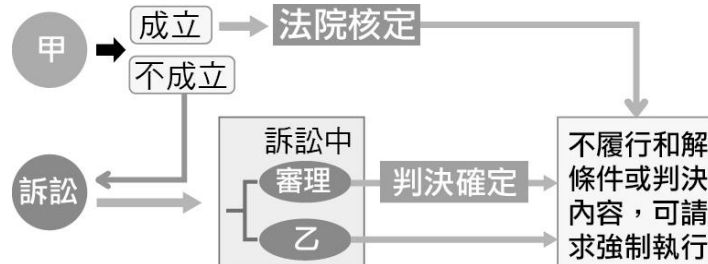 甲
成立
法院核定
不成立
訴訟
訴訟中
審理
判決確定
乙
不履行和解
條件或判決
內容，可請
求強制執行